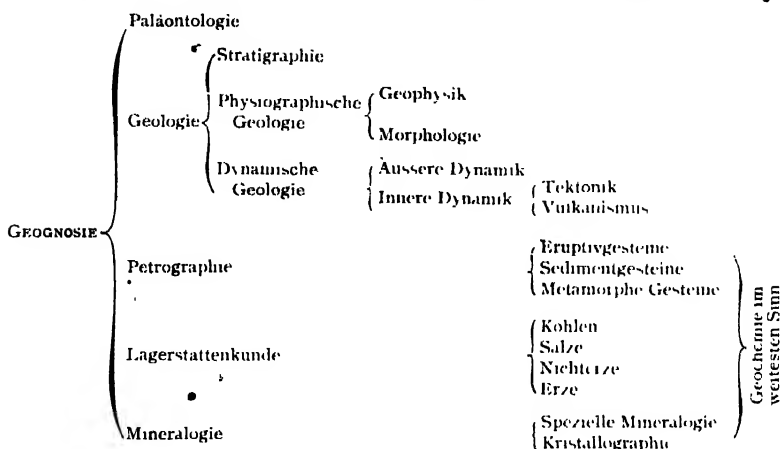 Paläontologie
Stratigraphie
Physiographische
Geologie
Geophysik
Morphologie
Geologie
Dynamische
Geologie
Äussere Dynamik
Innere Dynamik
Tektonik
Vulkanismus
GEOGNOSIE
Petrographie
Eruptivgesteine
Sedimentgesteine
Metamorphe Gesteine
Lagerstättenkunde
Kohlen
Salze
Nichterze
Erze
Mineralogie
Spezielle Mineralogie
Kristallographie
Geochemie im
weitesten Sinn